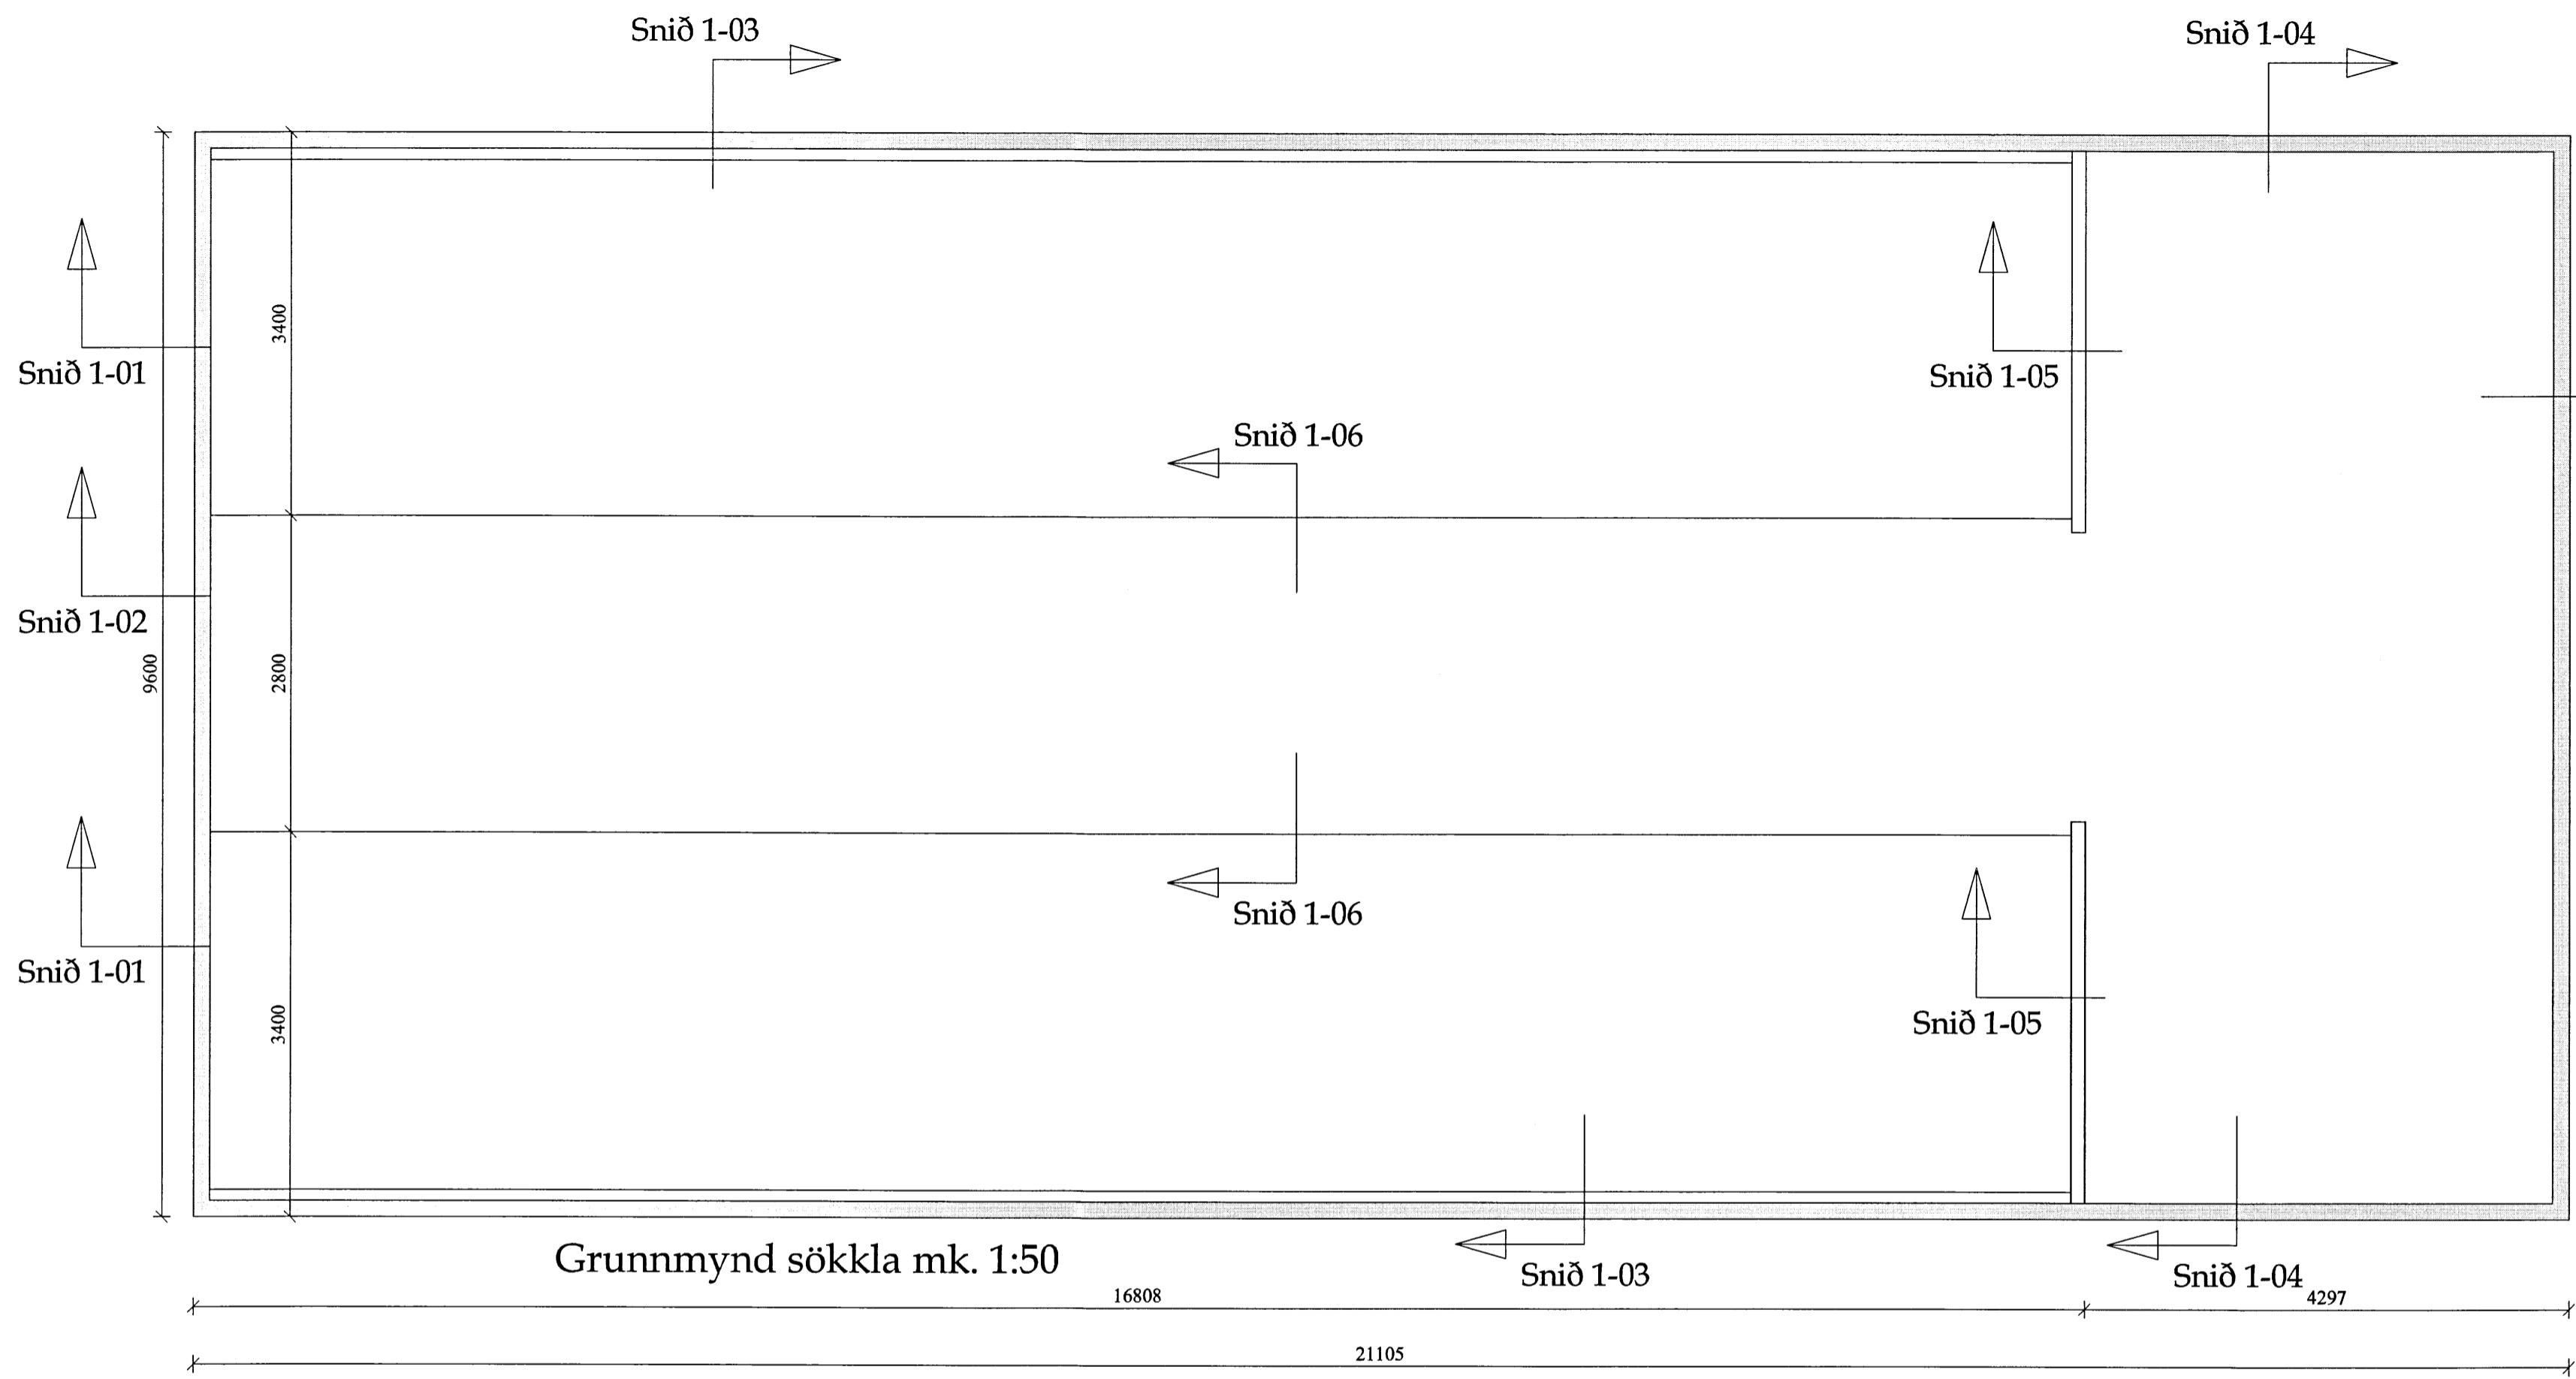 Snið 1-03
Snið 1-04
3400
Snið 1-01
Snið 1-05
Snið 1-06
Snið 1-02
9600
2800
Snið 1-06
Snið 1-01
3400
Snið 1-05
Grunnmynd sökkla mk. 1:50
Snið 1-03
Snið 1-04
16808
4297
21105